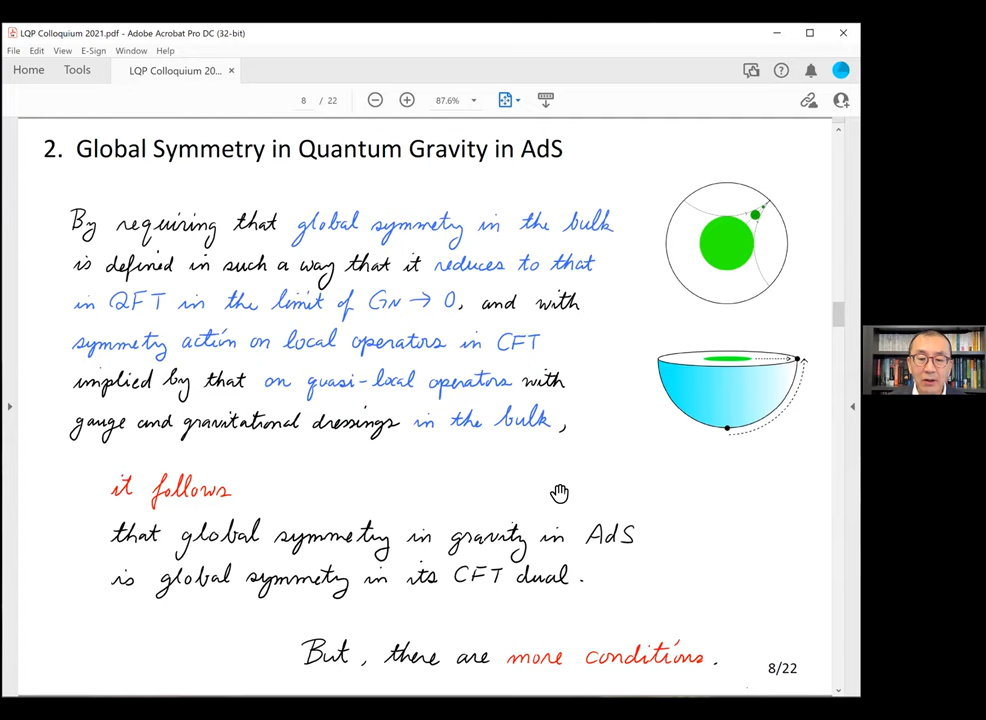 LQP Colloquium 2021.pdf - Adobe Acrobat Pro DC (32-bit)
File Edit View E-Sign Window Help
Home Tools LQP Colloquium 20... ×
8 / 22 87.6%
2. Global Symmetry in Quantum Gravity in AdS
By requiring that global symmetry in the bulk
is defined in such a way that it reduces to that
in QFT in the limit of GN → 0, and with
symmetry action on local operators in CFT
implied by that on quasi-local operators with
gauge and gravitational dressings in the bulk,
it follows
that global symmetry in gravity in AdS
is global symmetry in its CFT dual.
But, there are more conditions.
8/22